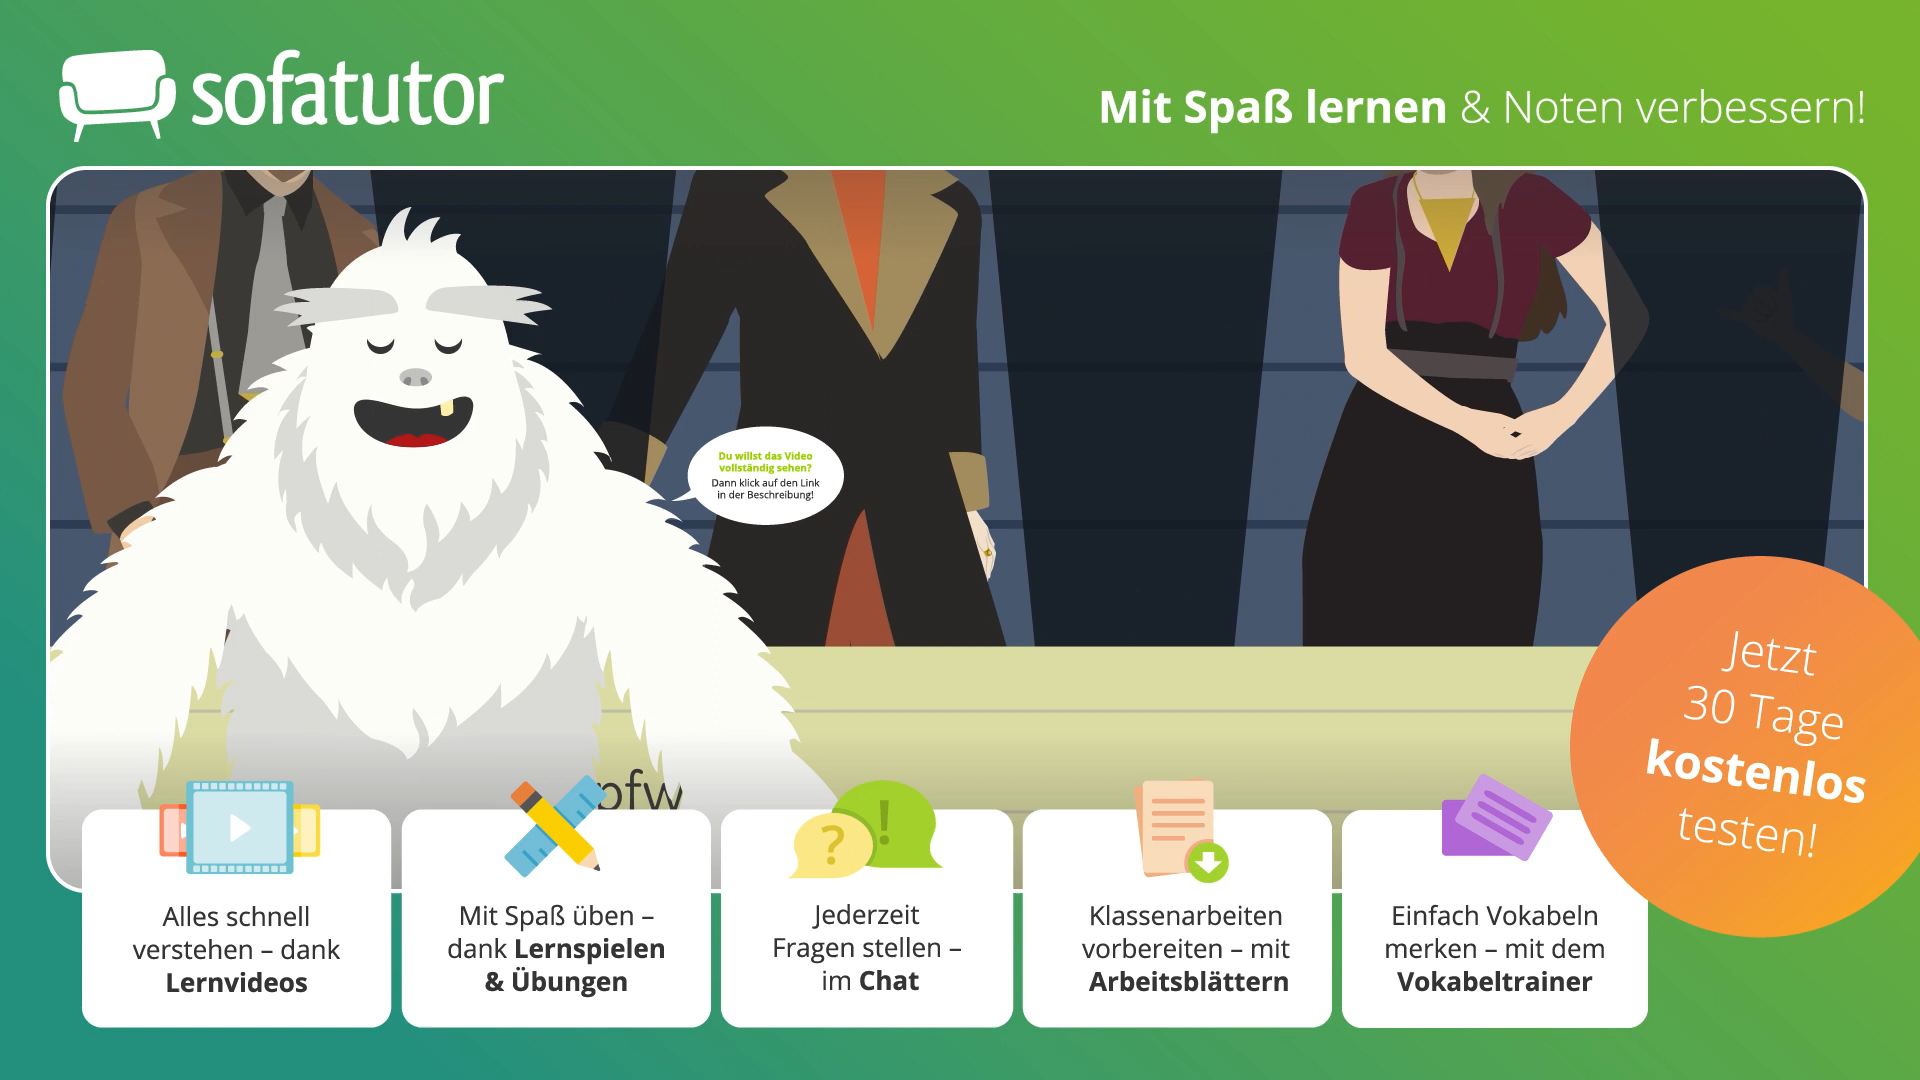 sofatutor
Mit Spaß lernen & Noten verbessern!
Du willst das Video
vollständig sehen?
Dann klick auf den Link
in der Beschreibung!
Jetzt
30 Tage
kostenlos
testen!
Alles schnell
verstehen – dank
Lernvideos
Mit Spaß üben –
dank Lernspielen
& Übungen
?
!
Jederzeit
Fragen stellen –
im Chat
Klassenarbeiten
vorbereiten – mit
Arbeitsblättern
Einfach Vokabeln
merken – mit dem
Vokabeltrainer